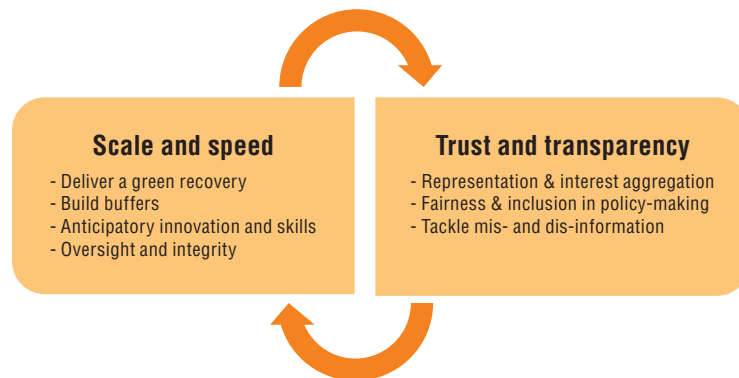 Scale and speed
- Deliver a green recovery
- Build buffers
- Anticipatory innovation and skills
- Oversight and integrity
Trust and transparency
- Representation & interest aggregation
- Fairness & inclusion in policy-making
- Tackle mis- and dis-information